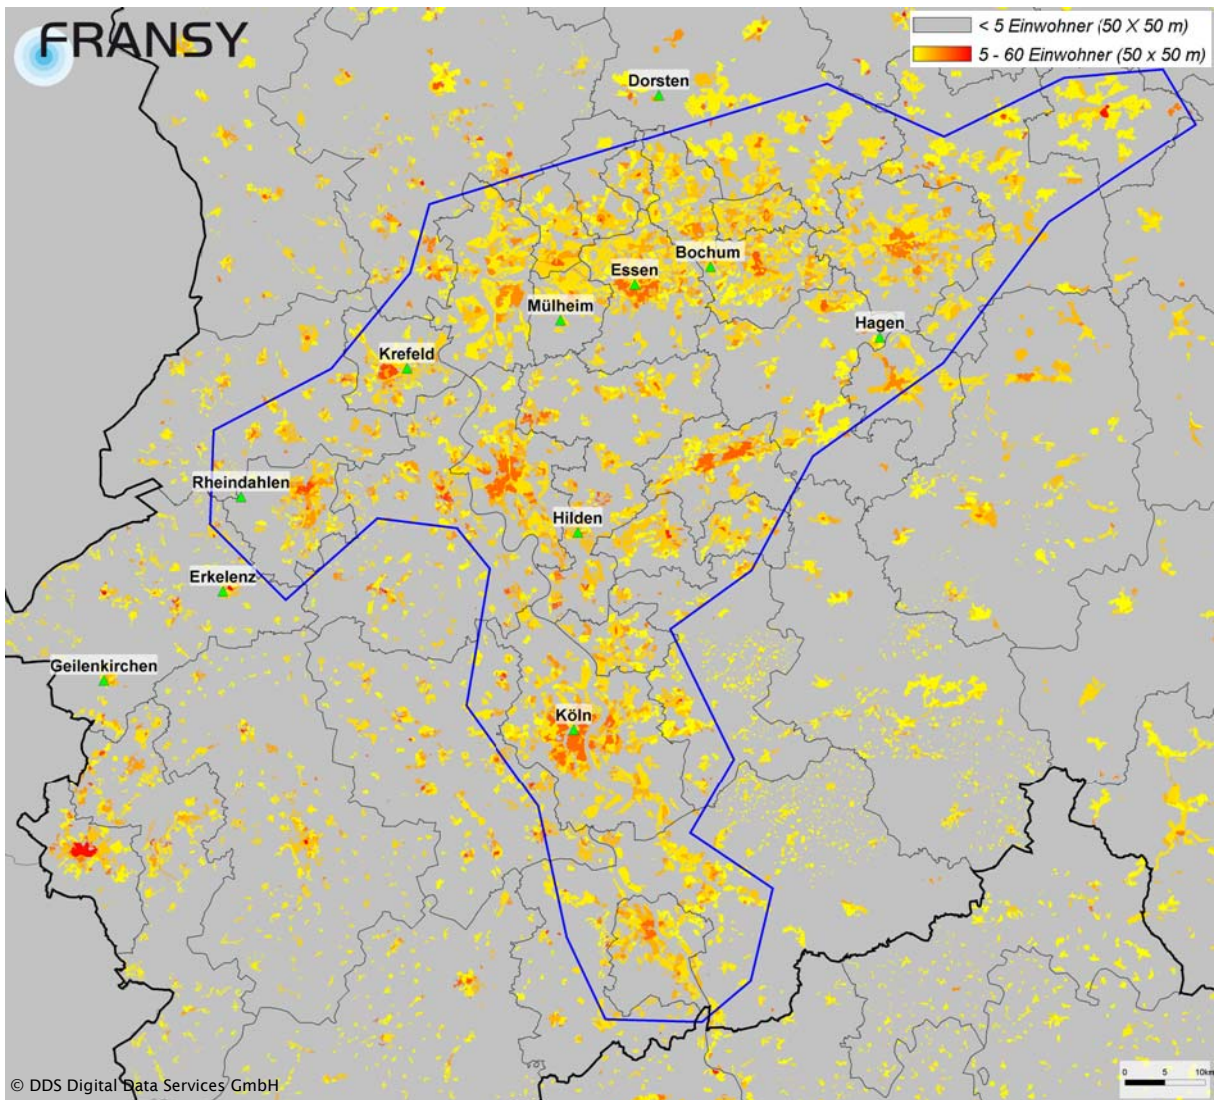 FRANSY
< 5 Einwohner (50 X 50 m)
5 - 60 Einwohner (50 x 50 m)
Dorsten
Bochum
Essen
Mülheim
Hagen
Krefeld
Rheindahlen
Hilden
Erkelenz
Geilenkirchen
Köln
0 5 10km
© DDS Digital Data Services GmbH